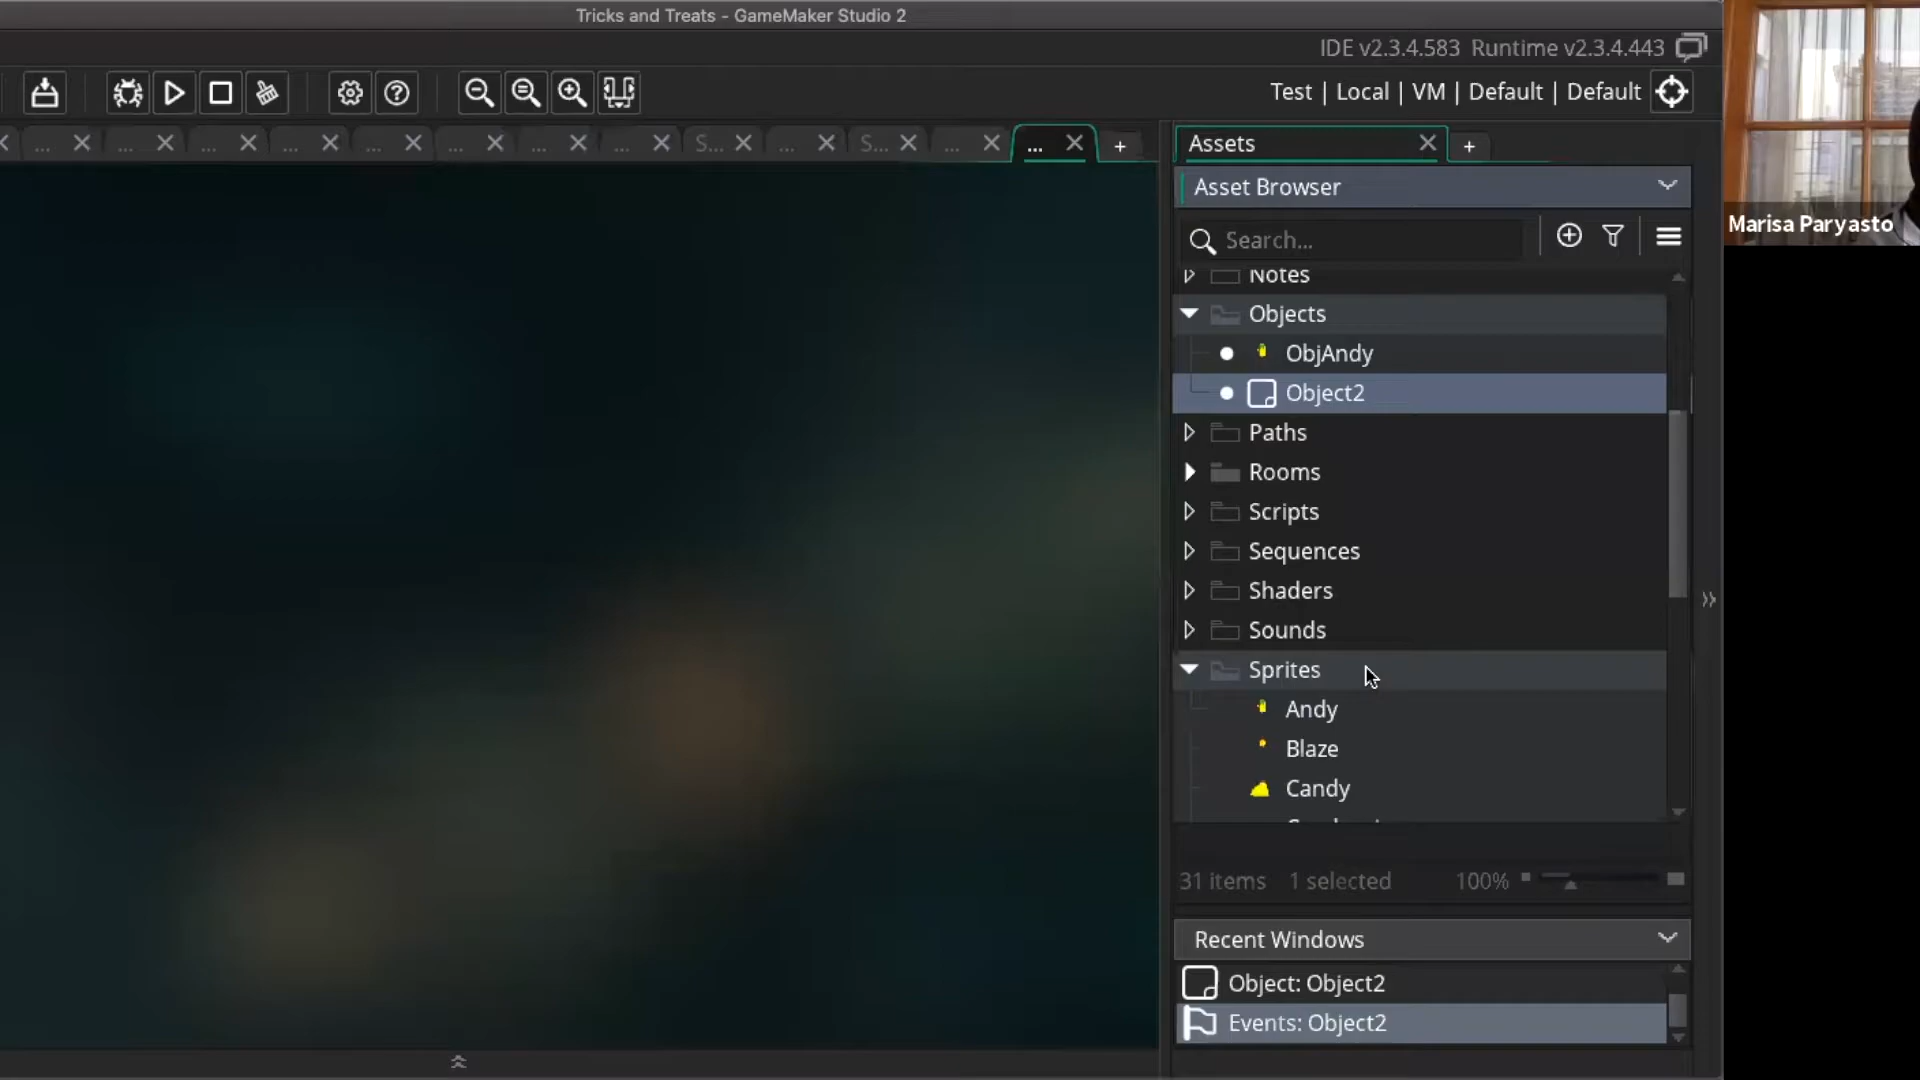 Tricks and Treats - GameMaker Studio 2
IDE v2.3.4.583 Runtime v2.3.4.443
Test | Local | VM | Default | Default
... ... ... ... ... ... ... ... S... ... S... ... ...
Assets
Asset Browser
Search...
Notes
Objects
ObjAndy
Object2
Paths
Rooms
Scripts
Sequences
Shaders
Sounds
Sprites
Andy
Blaze
Candy
31 items 1 selected 100%
Recent Windows
Object: Object2
Events: Object2
Marisa Paryasto